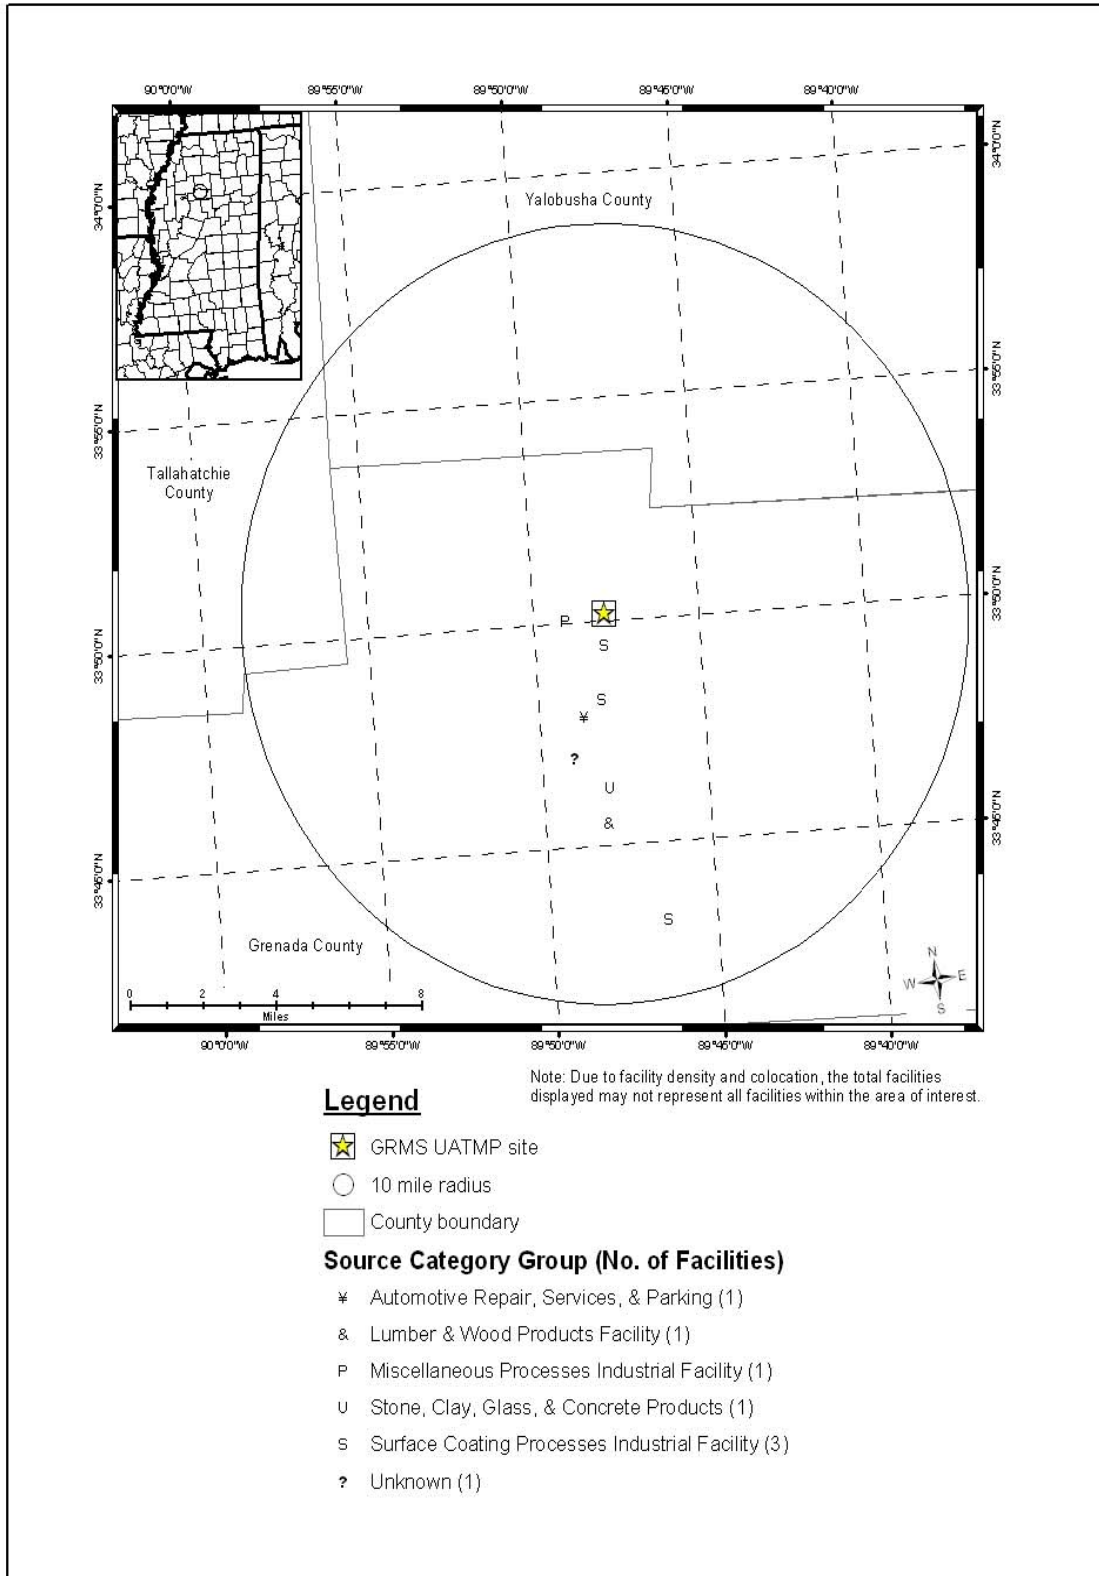 90°0'0"W 89°55'0"W 89°50'0"W 89°45'0"W 89°40'0"W
34°0'0"N
34°0'0"N
Yalobusha County
33°55'0"N
33°55'0"N
Tallahatchie
County
33°50'0"N
P
S
33°50'0"N
S
¥
?
U
33°45'0"N
&
33°45'0"N
S
Grenada County
N
W E
S
0 2 4 8
Miles
90°0'0"W 89°55'0"W 89°50'0"W 89°45'0"W 89°40'0"W
Note: Due to facility density and colocation, the total facilities
displayed may not represent all facilities within the area of interest.
Legend
GRMS UATMP site
10 mile radius
County boundary
Source Category Group (No. of Facilities)
¥ Automotive Repair, Services, & Parking (1)
& Lumber & Wood Products Facility (1)
P Miscellaneous Processes Industrial Facility (1)
U Stone, Clay, Glass, & Concrete Products (1)
S Surface Coating Processes Industrial Facility (3)
? Unknown (1)